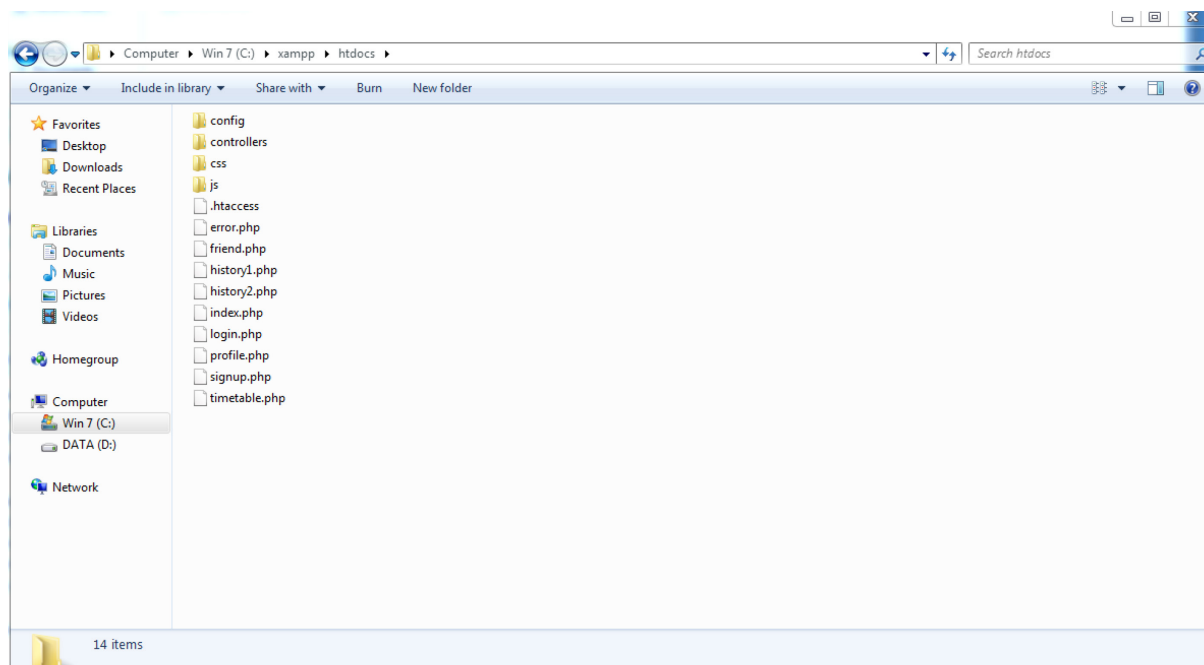 Computer Win 7 (C:) xampp htdocs Search htdocs
Organize Include in library Share with Burn New folder
Favorites
Desktop
Downloads
Recent Places
Libraries
Documents
Music
Pictures
Videos
Homegroup
Computer
Win 7 (C:)
DATA (D:)
Network
config
controllers
css
js
.htaccess
error.php
friend.php
history1.php
history2.php
index.php
login.php
profile.php
signup.php
timetable.php
14 items